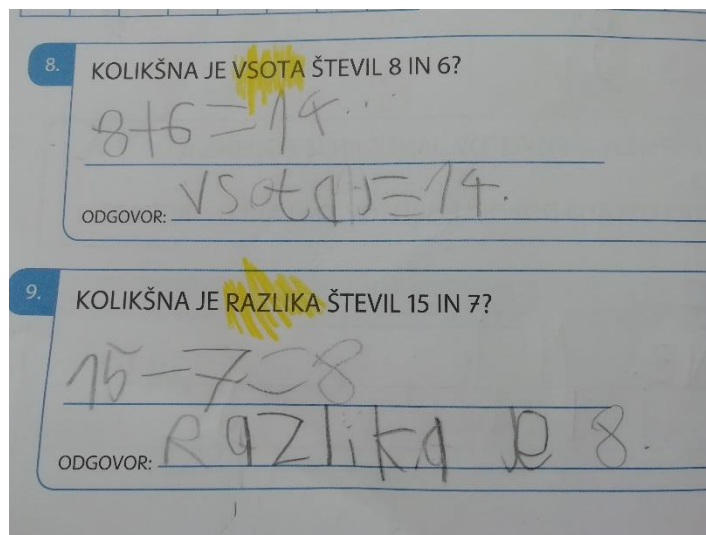 8.
KOLIKŠNA JE VSOTA ŠTEVIL 8 IN 6?
8+6=14.
ODGOVOR: vsota je 14.
9.
KOLIKŠNA JE RAZLIKA ŠTEVIL 15 IN 7?
15-7=8
ODGOVOR: Razlika je 8.